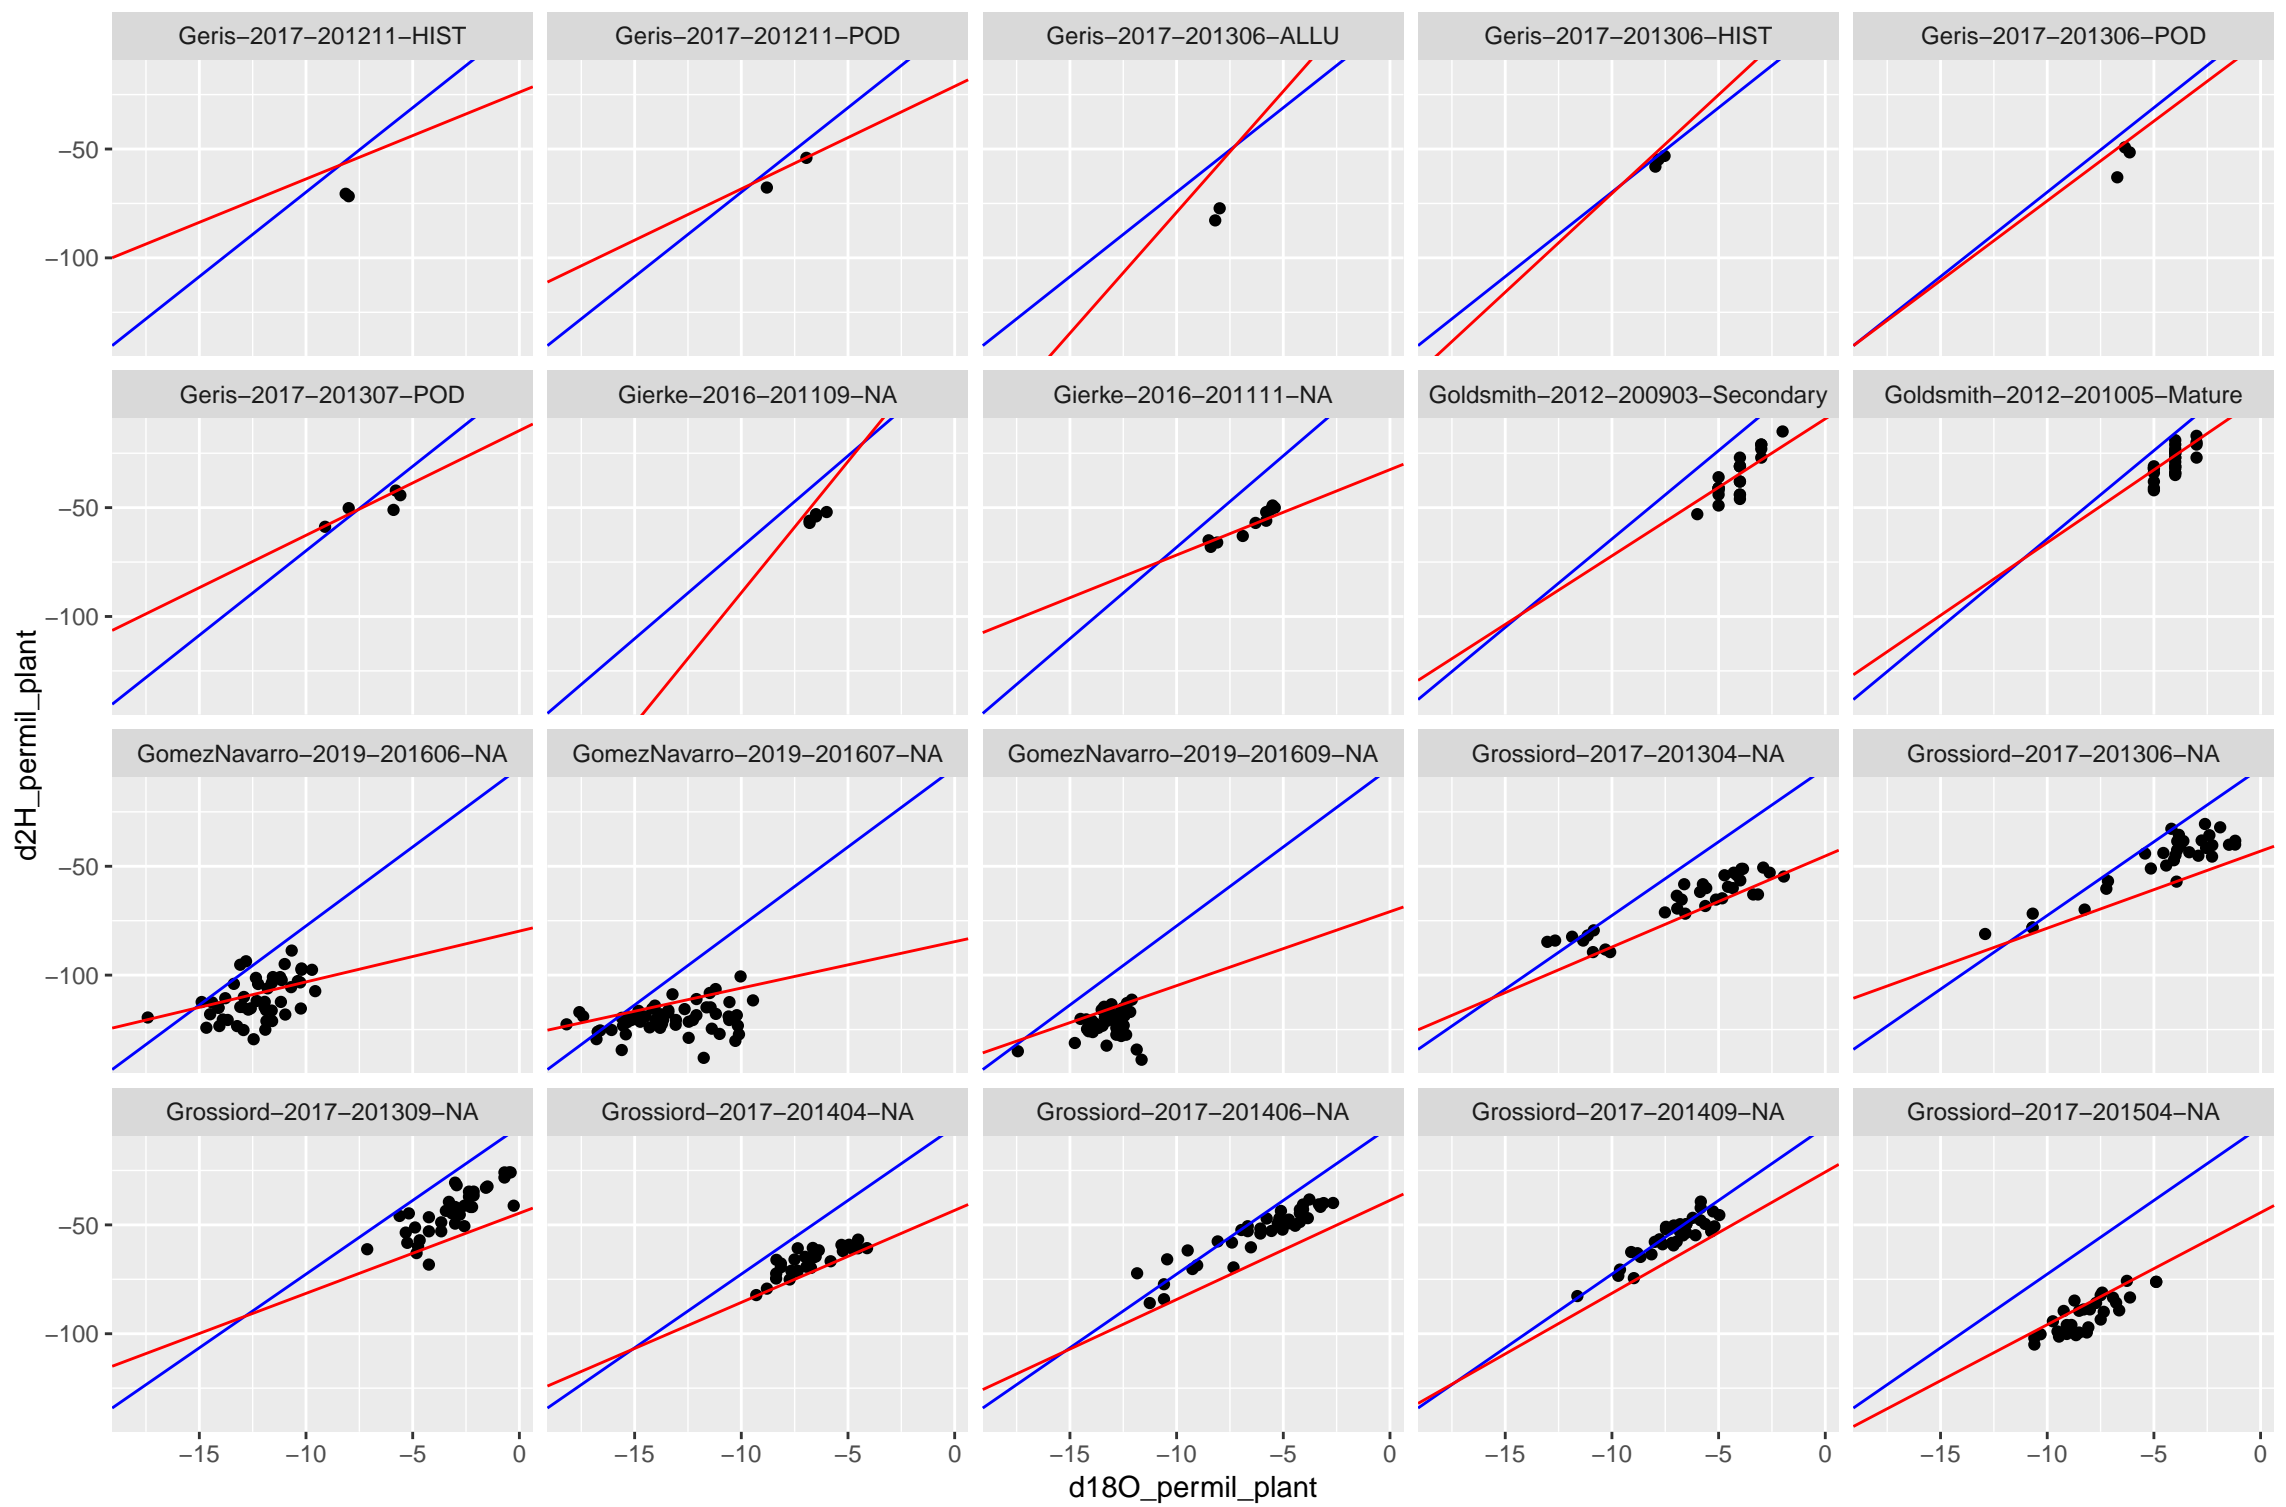 Geris−2017−201211−HIST
Geris−2017−201211−POD
Geris−2017−201306−ALLU
Geris−2017−201306−HIST
Geris−2017−201306−POD
−50
−100
Geris−2017−201307−POD
Gierke−2016−201109−NA
Gierke−2016−201111−NA
Goldsmith−2012−200903−Secondary
Goldsmith−2012−201005−Mature
−50
−100
d2H_permil_plant
GomezNavarro−2019−201606−NA
GomezNavarro−2019−201607−NA
GomezNavarro−2019−201609−NA
Grossiord−2017−201304−NA
Grossiord−2017−201306−NA
−50
−100
Grossiord−2017−201309−NA
Grossiord−2017−201404−NA
Grossiord−2017−201406−NA
Grossiord−2017−201409−NA
Grossiord−2017−201504−NA
−50
−100
−15 −10 −5 0
−15 −10 −5 0
−15 −10 −5 0
−15 −10 −5 0
−15 −10 −5 0
d18O_permil_plant